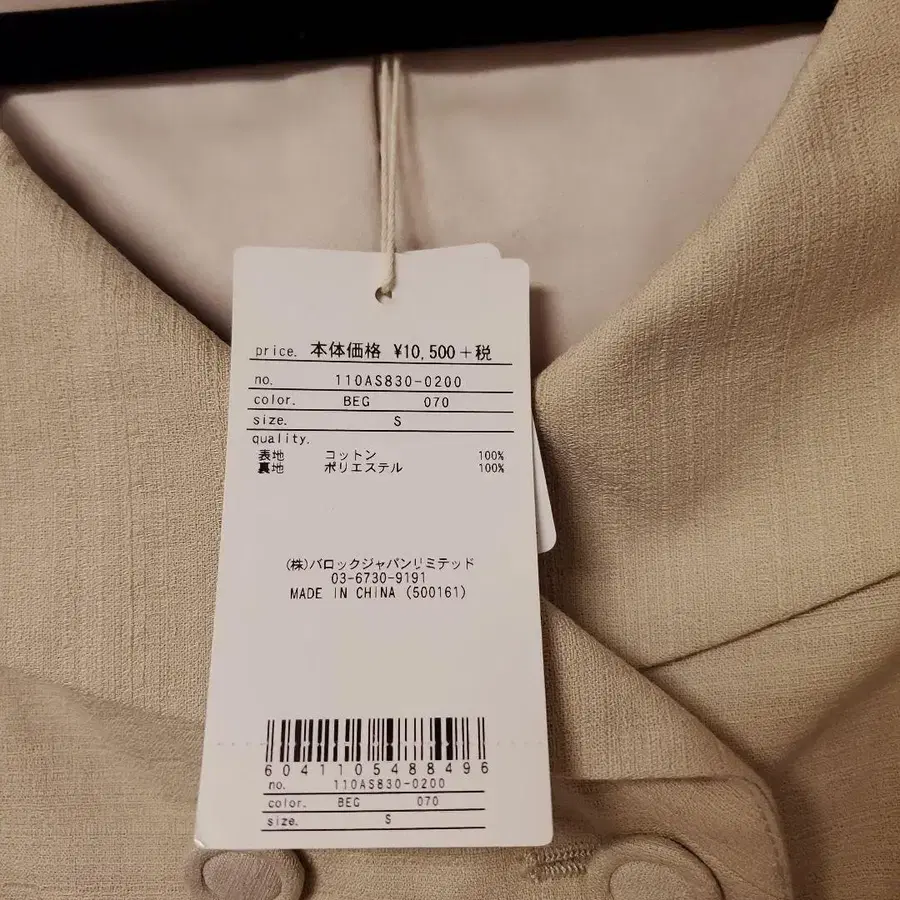 price. 本体価格 ¥10,500+税
no. 110AS830-0200
color. BEG 070
size. S
quality.
表地 コットン 100%
裏地 ポリエステル 100%
(株)バロックジャパンリミテッド
03-6730-9191
MADE IN CHINA (500161)
6041105488496
no. 110AS830-0200
color. BEG 070
size. S